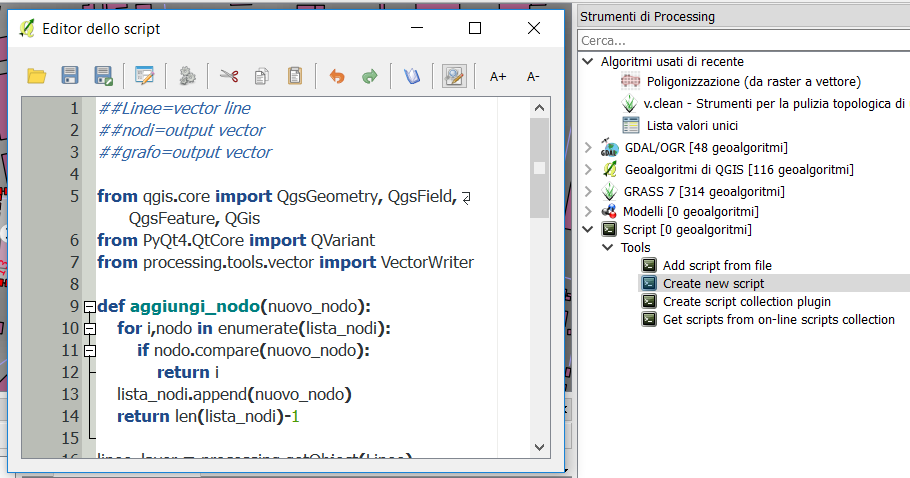 Editor dello script
A+ A-
1 ##Linee=vector line
2 ##nodi=output vector
3 ##grafo=output vector
4
5 from qgis.core import QgsGeometry, QgsField,
QgsFeature, QGis
6 from PyQt4.QtCore import QVariant
7 from processing.tools.vector import VectorWriter
8
9 def aggiungi_nodo(nuovo_nodo):
10 for i,nodo in enumerate(lista_nodi):
11 if nodo.compare(nuovo_nodo):
12 return i
13 lista_nodi.append(nuovo_nodo)
14 return len(lista_nodi)-1
15
Strumenti di Processing
Cerca...
Algoritmi usati di recente
Poligonizzazione (da raster a vettore)
v.clean - Strumenti per la pulizia topologica di
Lista valori unici
GDAL/OGR [48 geoalgoritmi]
Geoalgoritmi di QGIS [116 geoalgoritmi]
GRASS 7 [314 geoalgoritmi]
Modelli [0 geoalgoritmi]
Script [0 geoalgoritmi]
Tools
Add script from file
Create new script
Create script collection plugin
Get scripts from on-line scripts collection